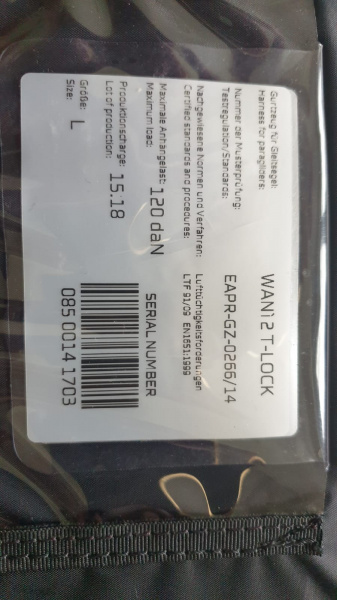 Gurtzeug für Gleitsegel:
Harness for paragliders:
WANI 2 T-LOCK
Nummer der Musterprüfung:
Testregulation/Standards:
EAPR-GZ-0266/14
Nachgewiesene Normen und Verfahren:
Certified standards and procedures:
Lufttüchtigkeitsforderungen
LTF 91/09 EN1651:1999
Maximale Anhängelast:
Maximum load:
120 daN
SERIAL NUMBER
Produktionscharge:
Lot of production:
15.18
Größe:
Size:
L
085 0014 1703